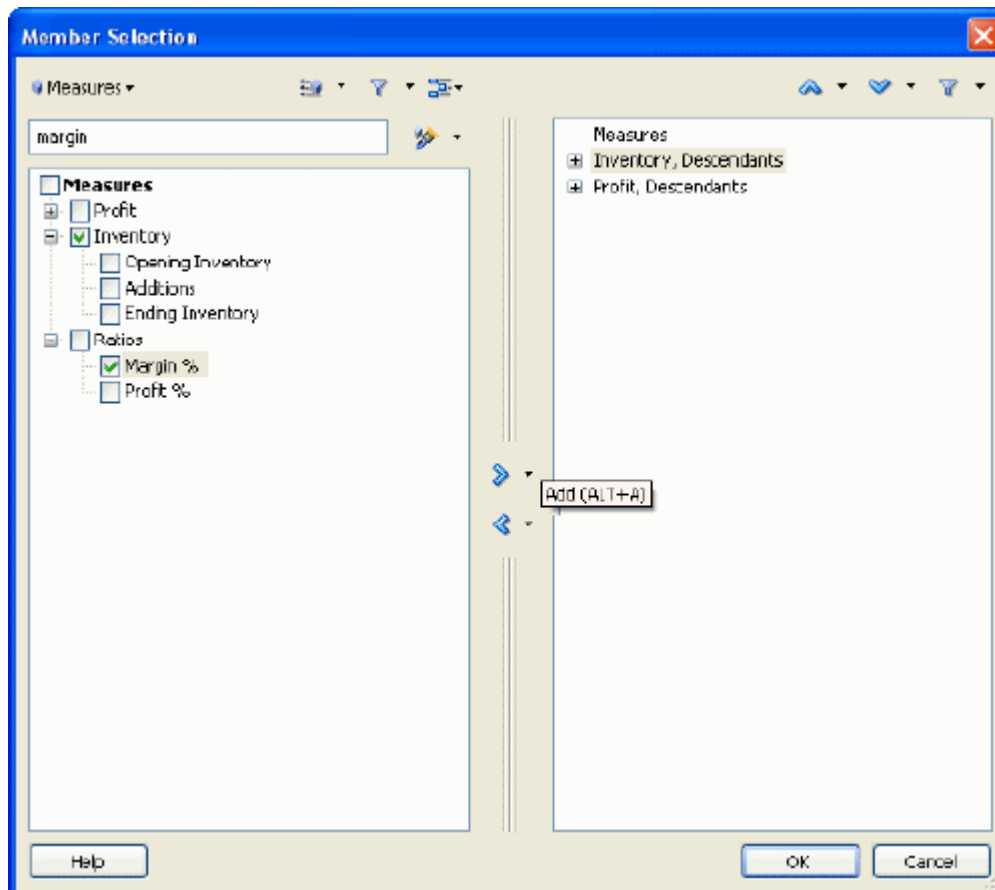 Member Selection
Measures
margin
Measures
Profit
Inventory
Opening Inventory
Addtions
Ending Inventory
Ratios
Margin %
Profit %
Add (ALT+A)
Measures
Inventory, Descendants
Profit, Descendants
Help
OK
Cancel